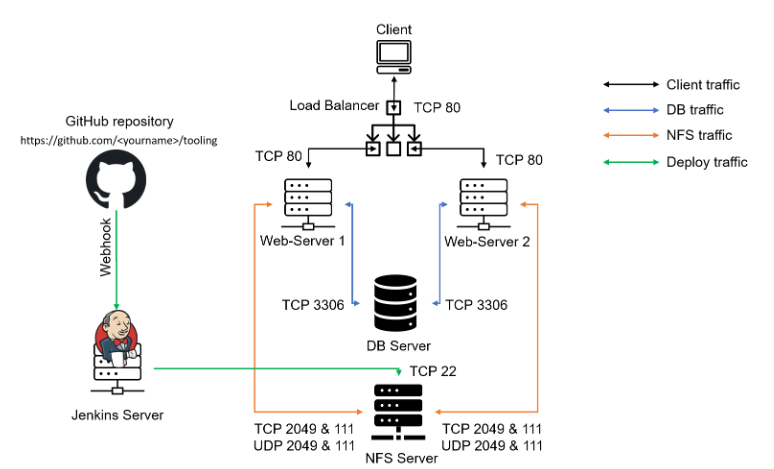 Client
Load Balancer
TCP 80
Client traffic
DB traffic
NFS traffic
Deploy traffic
GitHub repository
https://github.com/<yourname>/tooling
TCP 80
TCP 80
Web-Server 1
Web-Server 2
Webhook
TCP 3306
TCP 3306
DB Server
TCP 22
Jenkins Server
TCP 2049 & 111
UDP 2049 & 111
TCP 2049 & 111
UDP 2049 & 111
NFS Server